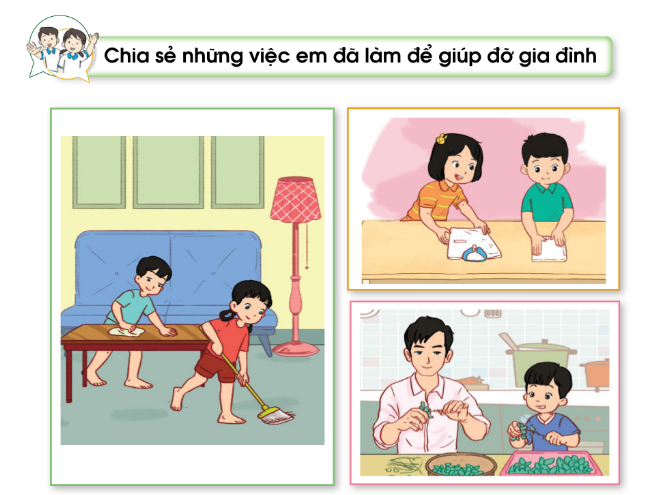 Chia sẻ những việc em đã làm để giúp đỡ gia đình